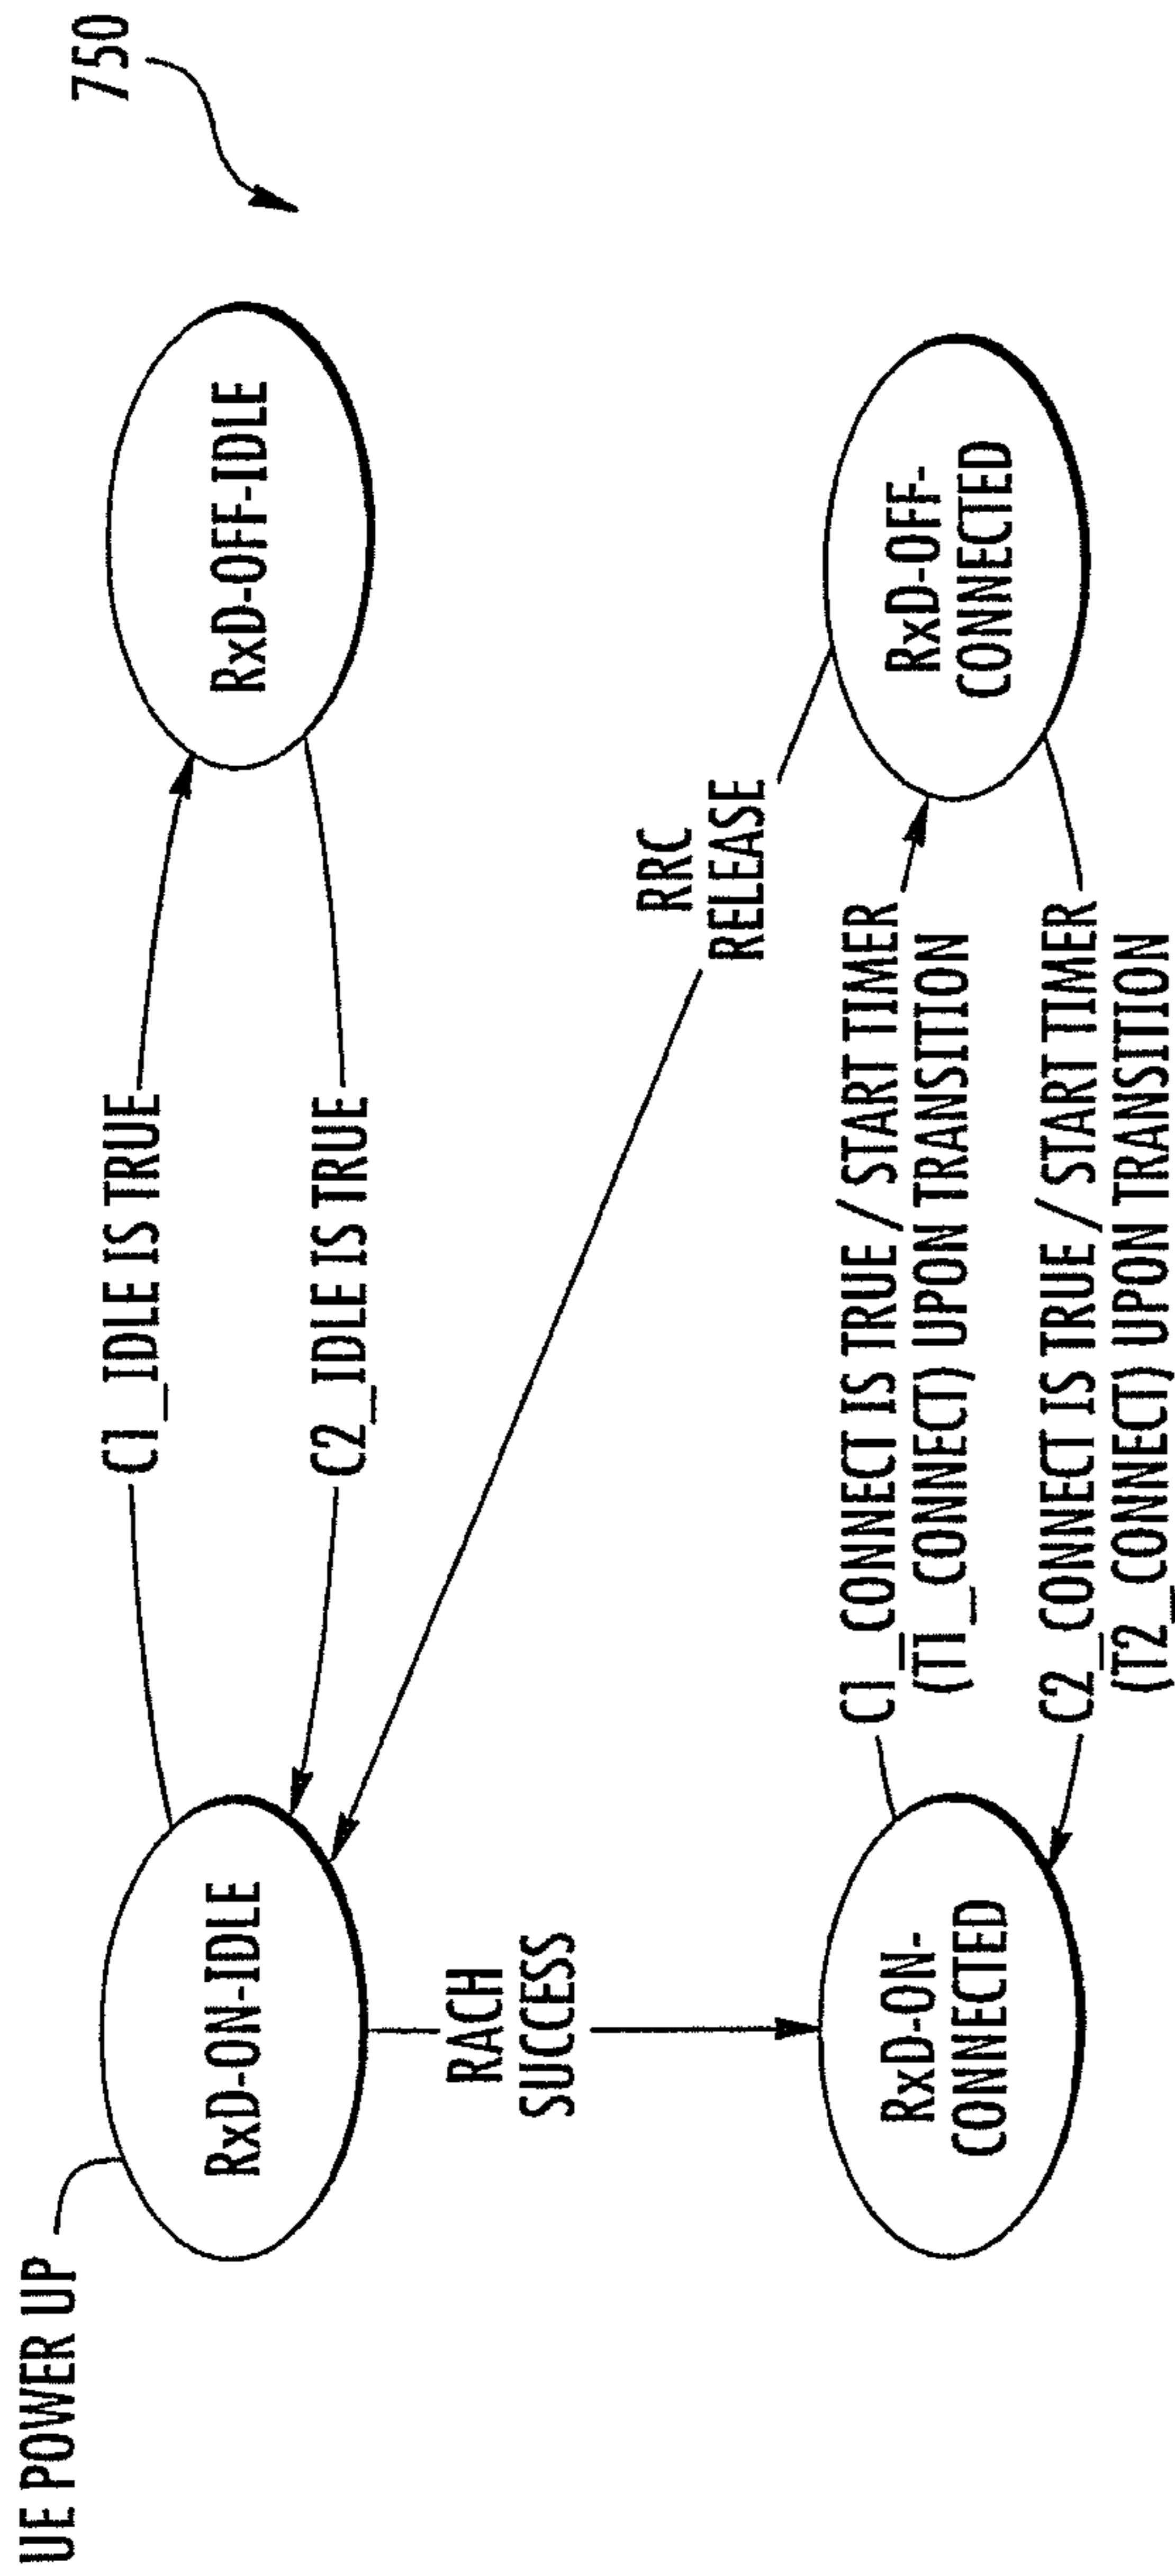 750
UE POWER UP
RxD-ON-IDLE
C1_IDLE IS TRUE
C2_IDLE IS TRUE
RxD-OFF-IDLE
RACH
SUCCESS
RRC
RELEASE
RxD-ON-
CONNECTED
C1_CONNECT IS TRUE / START TIMER
(T1_CONNECT) UPON TRANSITION
C2_CONNECT IS TRUE / START TIMER
(T2_CONNECT) UPON TRANSITION
RxD-OFF-
CONNECTED